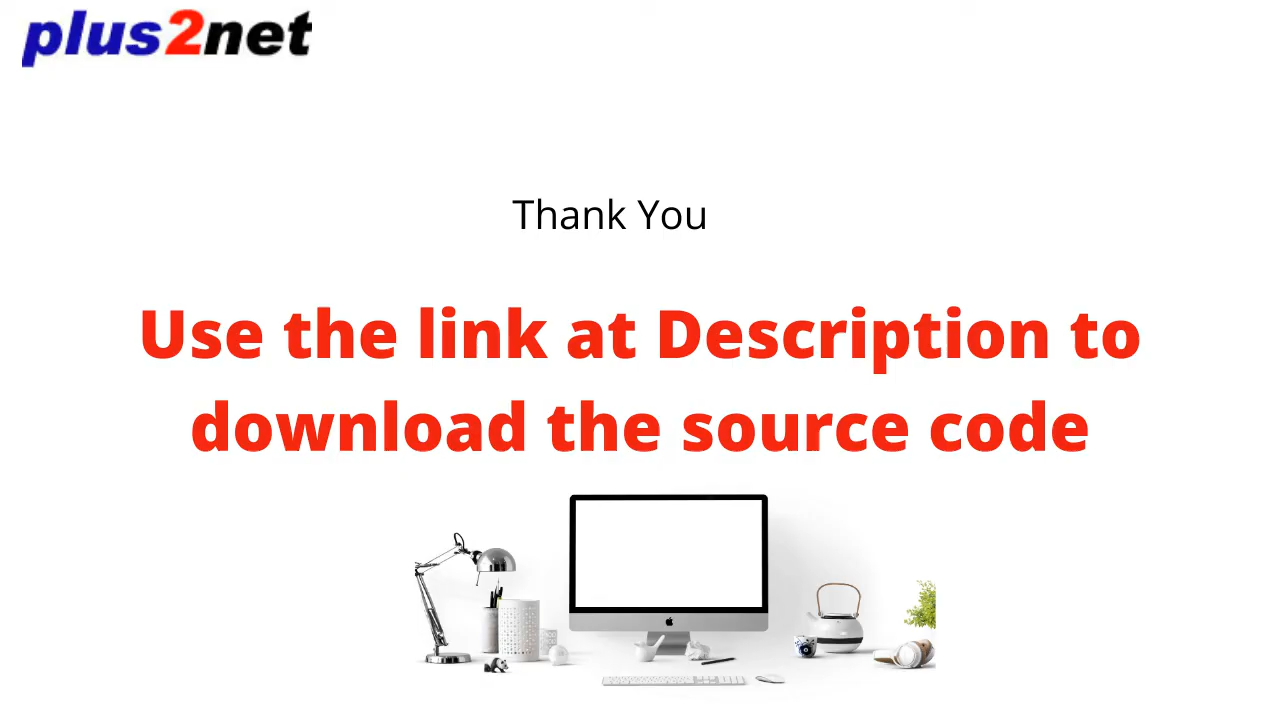 plus2net
Thank You
Use the link at Description to
download the source code